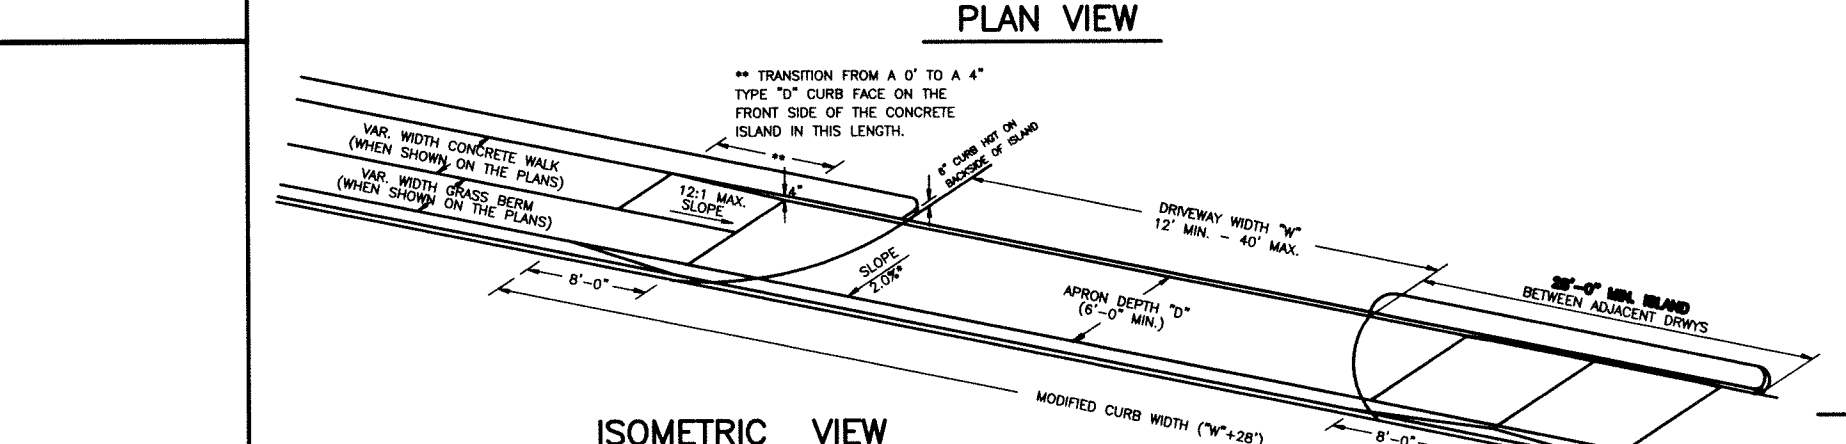 PLAN VIEW
** TRANSITION FROM A 0' TO A 4"
TYPE "D" CURB FACE ON THE
FRONT SIDE OF THE CONCRETE
ISLAND IN THIS LENGTH.
**
8" CURB HGT ON
BACKSIDE OF ISLAND
VAR. WIDTH CONCRETE WALK
(WHEN SHOWN ON THE PLANS)
VAR. WIDTH GRASS BERM
(WHEN SHOWN ON THE PLANS)
12:1 MAX.
SLOPE
4"
DRIVEWAY WIDTH "W"
12' MIN. - 40' MAX.
SLOPE
2.0%*
8'-0"
APRON DEPTH "D"
(6'-0" MIN.)
MIN. ISLAND
BETWEEN ADJACENT DRWYS
MODIFIED CURB WIDTH ("W"+28')
8'-0"
ISOMETRIC VIEW